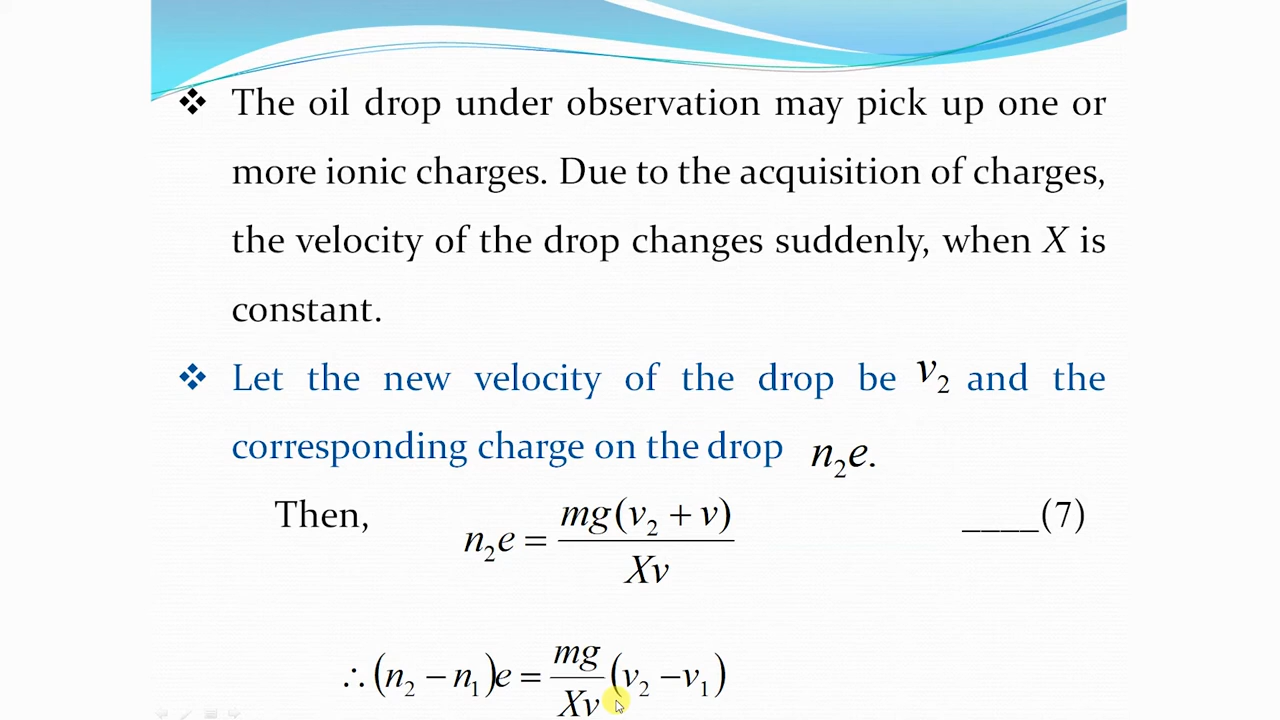 ❖ The oil drop under observation may pick up one or
more ionic charges. Due to the acquisition of charges,
the velocity of the drop changes suddenly, when X is
constant.
❖ Let the new velocity of the drop be v₂ and the
corresponding charge on the drop n₂e.
Then, n₂e = mg(v₂ + v) / Xv ____(7)
∴ (n₂ − n₁)e = mg/Xv (v₂ − v₁)